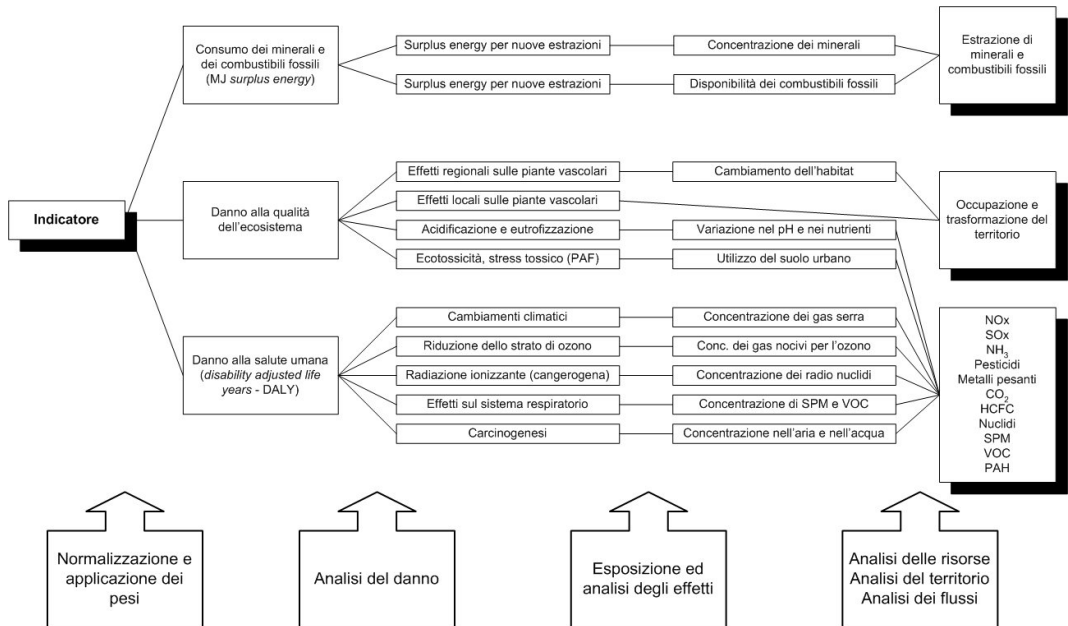 Consumo dei minerali e
dei combustibili fossili
(MJ surplus energy)
Surplus energy per nuove estrazioni
Concentrazione dei minerali
Surplus energy per nuove estrazioni
Disponibilità dei combustibili fossili
Estrazione di
minerali e
combustibili fossili
Indicatore
Danno alla qualità
dell'ecosistema
Effetti regionali sulle piante vascolari
Cambiamento dell'habitat
Effetti locali sulle piante vascolari
Acidificazione e eutrofizzazione
Variazione nel pH e nei nutrienti
Ecotossicità, stress tossico (PAF)
Utilizzo del suolo urbano
Occupazione e
trasformazione del
territorio
Danno alla salute umana
(disability adjusted life
years - DALY)
Cambiamenti climatici
Concentrazione dei gas serra
Riduzione dello strato di ozono
Conc. dei gas nocivi per l'ozono
Radiazione ionizzante (cangerogena)
Concentrazione dei radio nuclidi
Effetti sul sistema respiratorio
Concentrazione di SPM e VOC
Carcinogenesi
Concentrazione nell'aria e nell'acqua
NOx
SOx
NH3
Pesticidi
Metalli pesanti
CO2
HCFC
Nuclidi
SPM
VOC
PAH
Normalizzazione e
applicazione dei
pesi
Analisi del danno
Esposizione ed
analisi degli effetti
Analisi delle risorse
Analisi del territorio
Analisi dei flussi